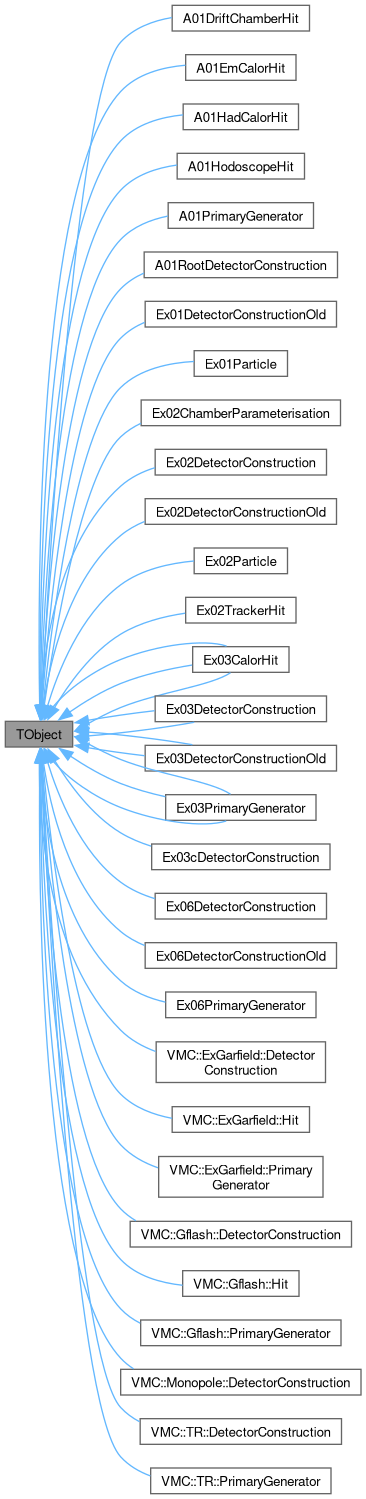 A01DriftChamberHit
A01EmCalorHit
A01HadCalorHit
A01HodoscopeHit
A01PrimaryGenerator
A01RootDetectorConstruction
Ex01DetectorConstructionOld
Ex01Particle
Ex02ChamberParameterisation
Ex02DetectorConstruction
Ex02DetectorConstructionOld
Ex02Particle
Ex02TrackerHit
Ex03CalorHit
Ex03DetectorConstruction
TObject
Ex03DetectorConstructionOld
Ex03PrimaryGenerator
Ex03cDetectorConstruction
Ex06DetectorConstruction
Ex06DetectorConstructionOld
Ex06PrimaryGenerator
VMC::ExGarfield::Detector
Construction
VMC::ExGarfield::Hit
VMC::ExGarfield::Primary
Generator
VMC::Gflash::DetectorConstruction
VMC::Gflash::Hit
VMC::Gflash::PrimaryGenerator
VMC::Monopole::DetectorConstruction
VMC::TR::DetectorConstruction
VMC::TR::PrimaryGenerator